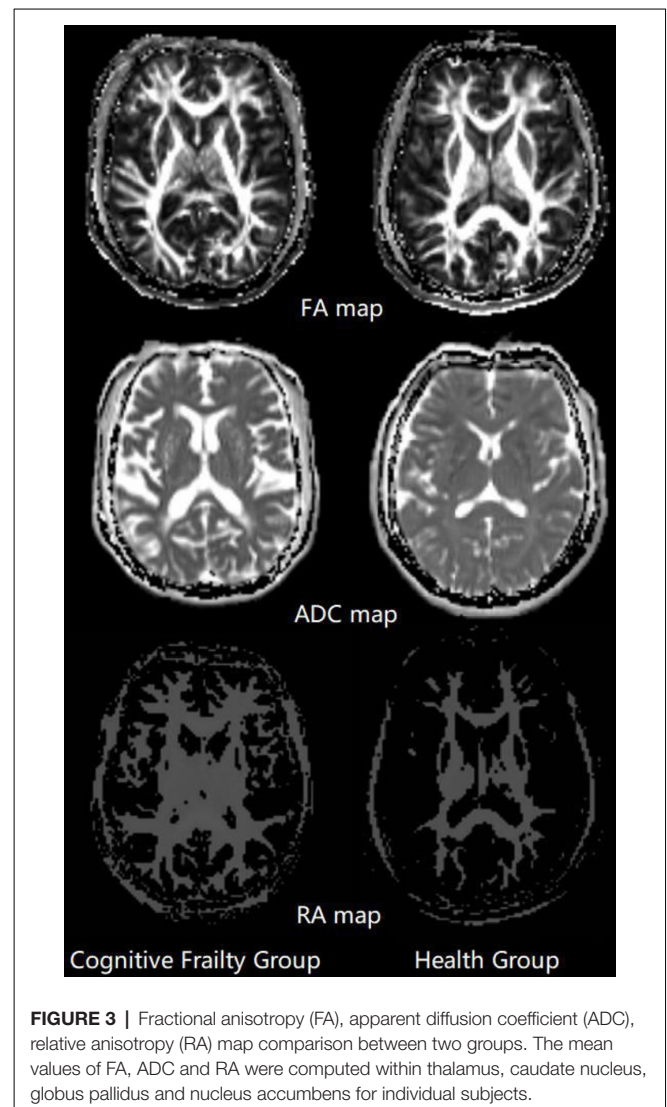 FA map
ADC map
RA map
Cognitive Frailty Group Health Group
FIGURE 3 | Fractional anisotropy (FA), apparent diffusion coefficient (ADC),
relative anisotropy (RA) map comparison between two groups. The mean
values of FA, ADC and RA were computed within thalamus, caudate nucleus,
globus pallidus and nucleus accumbens for individual subjects.